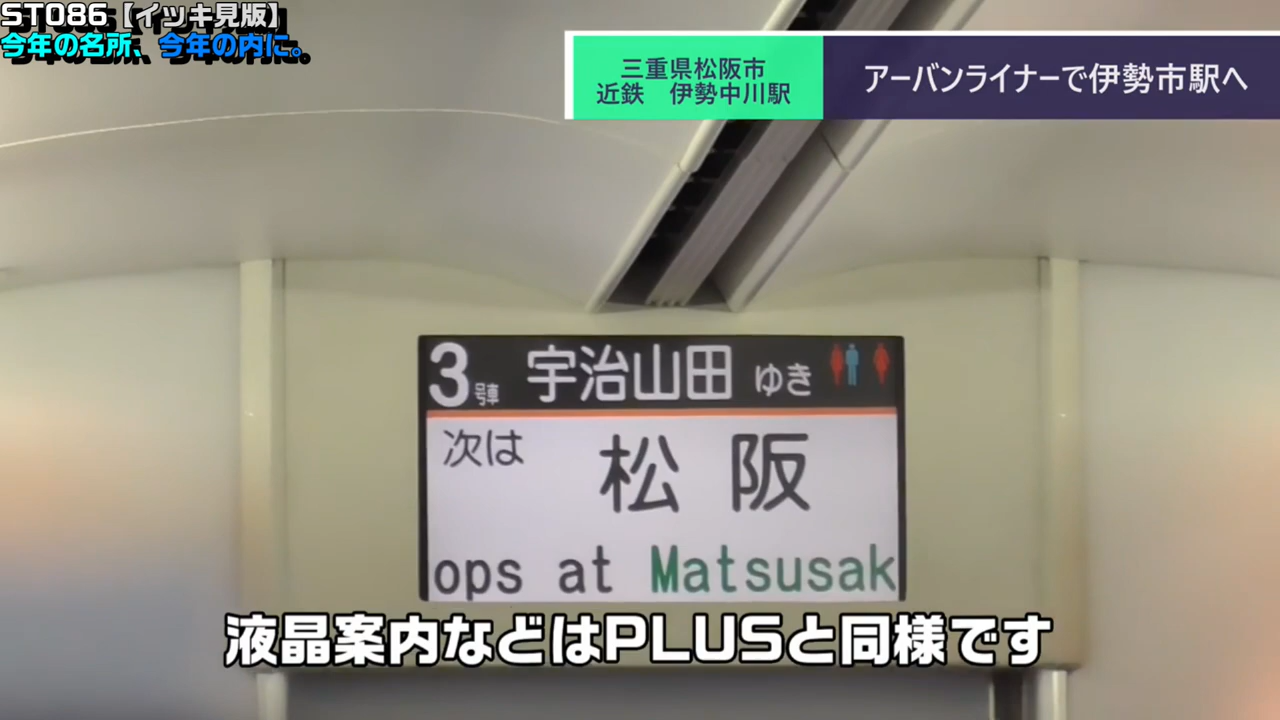 ST086【イッキ見版】
今年の名所、今年の内に。
三重県松阪市
近鉄 伊勢中川駅
アーバンライナーで伊勢市駅へ
3号車 宇治山田 ゆき
次は 松阪
ops at Matsusak
液晶案内などはPLUSと同様です